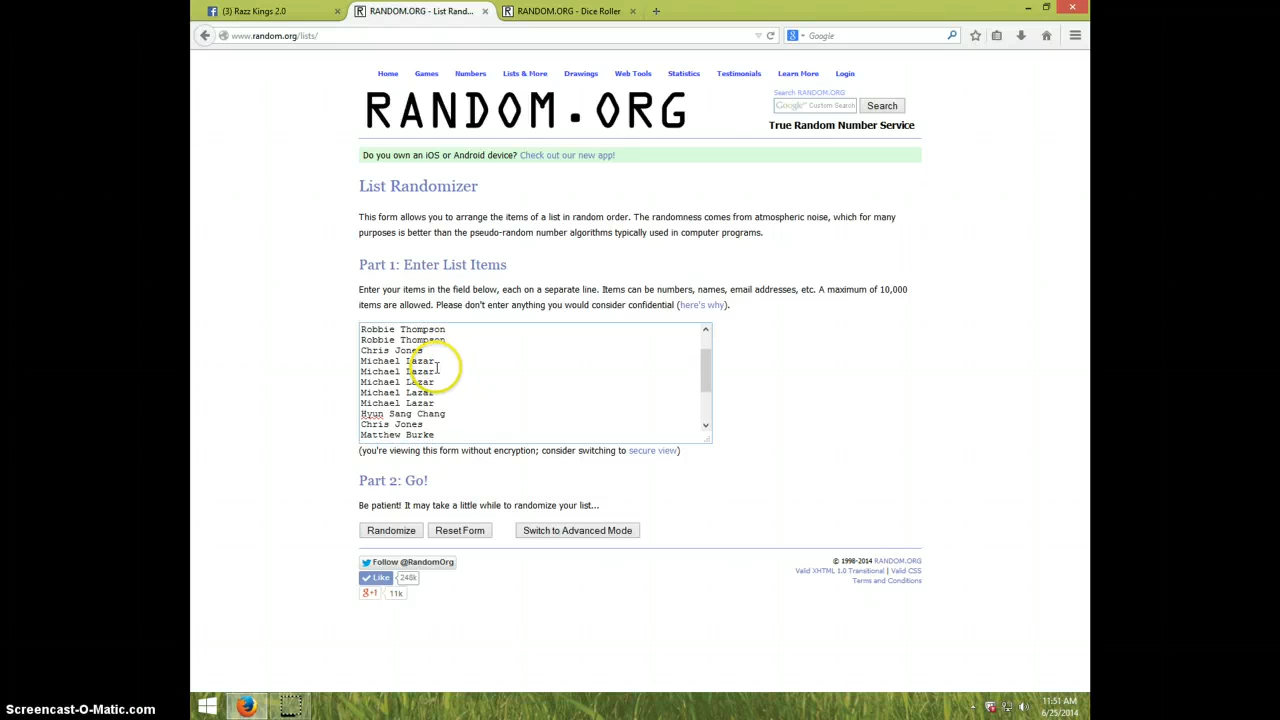 (3) Razz Kings 2.0
RANDOM.ORG - List Rand...
RANDOM.ORG - Dice Roller
www.random.org/lists/
Google
Home Games Numbers Lists & More Drawings Web Tools Statistics Testimonials Learn More Login
RANDOM.ORG
Search RANDOM.ORG
Google™ Custom Search Search
True Random Number Service
Do you own an iOS or Android device? Check out our new app!
List Randomizer
This form allows you to arrange the items of a list in random order. The randomness comes from atmospheric noise, which for many
purposes is better than the pseudo-random number algorithms typically used in computer programs.
Part 1: Enter List Items
Enter your items in the field below, each on a separate line. Items can be numbers, names, email addresses, etc. A maximum of 10,000
items are allowed. Please don't enter anything you would consider confidential (here's why).
Robbie Thompson
Robbie Thompson
Chris Jones
Michael Lazar
Michael Lazar
Michael Lazar
Michael Lazar
Michael Lazar
Hyun Sang Chang
Chris Jones
Matthew Burke
(you're viewing this form without encryption; consider switching to secure view)
Part 2: Go!
Be patient! It may take a little while to randomize your list...
Randomize Reset Form Switch to Advanced Mode
Follow @RandomOrg
Like 248k
g+1 11k
© 1998-2014 RANDOM.ORG
Valid XHTML 1.0 Transitional | Valid CSS
Terms and Conditions
11:51 AM
6/25/2014
Screencast-O-Matic.com